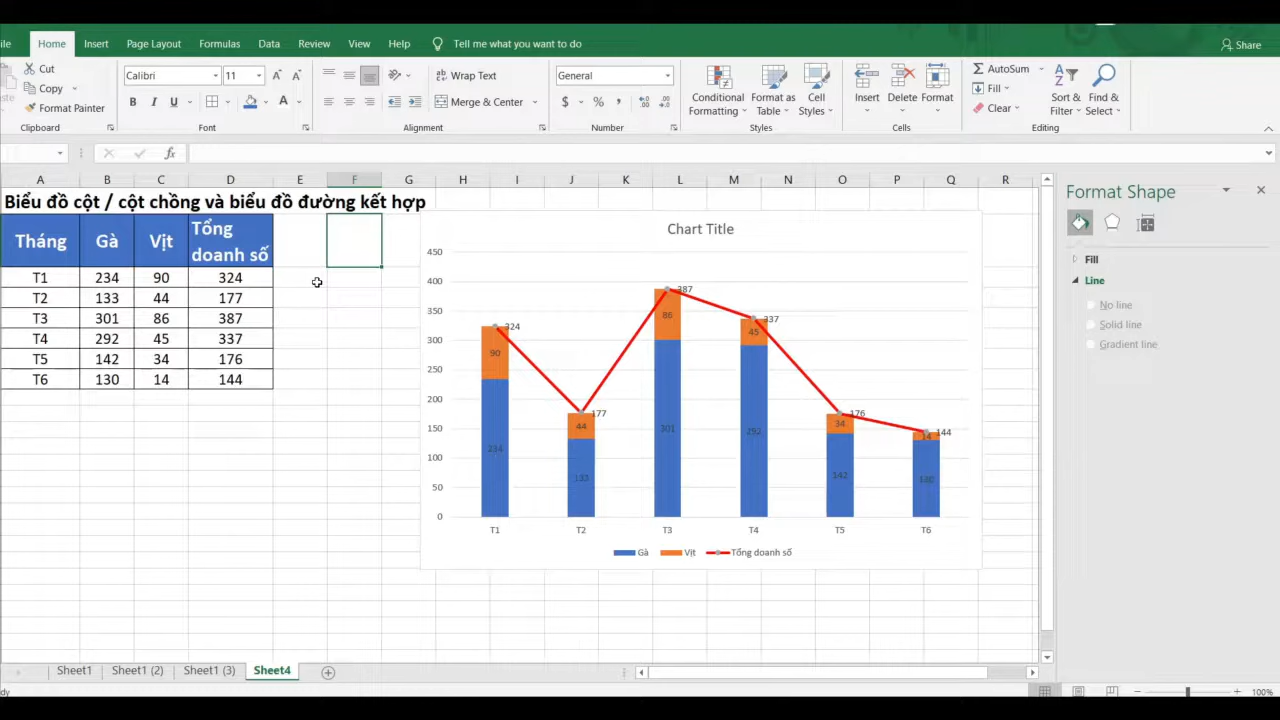 ile Home Insert Page Layout Formulas Data Review View Help Tell me what you want to do Share
Cut
Copy
Format Painter
Calibri 11
B I U
Wrap Text
Merge & Center
General
$ % ,
Conditional Formatting
Format as Table
Cell Styles
Insert Delete Format
AutoSum
Fill
Clear
Sort & Filter
Find & Select
Clipboard Font Alignment Number Styles Cells Editing
fx
A B C D E F G H I J K L M N O P Q R
Biểu đồ cột / cột chồng và biểu đồ đường kết hợp
Tháng Gà Vịt Tổng doanh số
T1 234 90 324
T2 133 44 177
T3 301 86 387
T4 292 45 337
T5 142 34 176
T6 130 14 144
Chart Title
450
400
350
300
250
200
150
100
50
0
324 177 387 337 176 144
90 44 86 45 34 14
234 133 301 292 142 130
T1 T2 T3 T4 T5 T6
Gà Vịt Tổng doanh số
Format Shape
Fill
Line
No line
Solid line
Gradient line
Sheet1 Sheet1 (2) Sheet1 (3) Sheet4
dy
100%